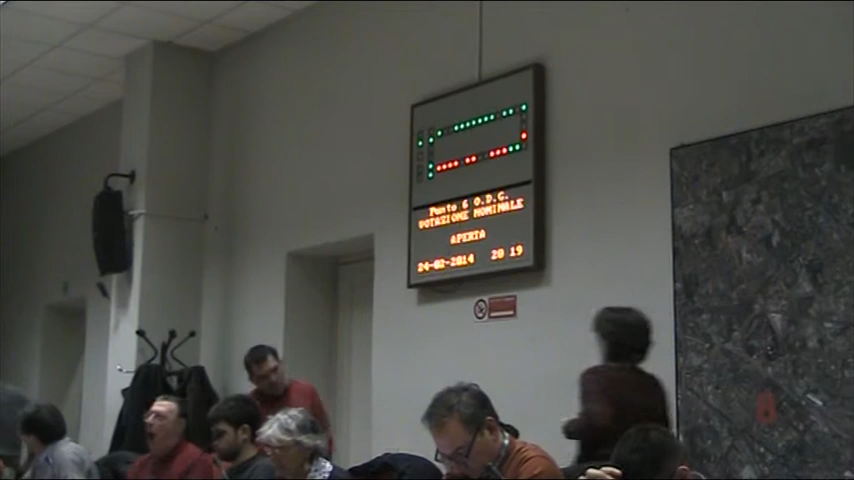 Punto 6 O.D.G.
VOTAZIONE NOMINALE
APERTA
24-02-2014 20 19